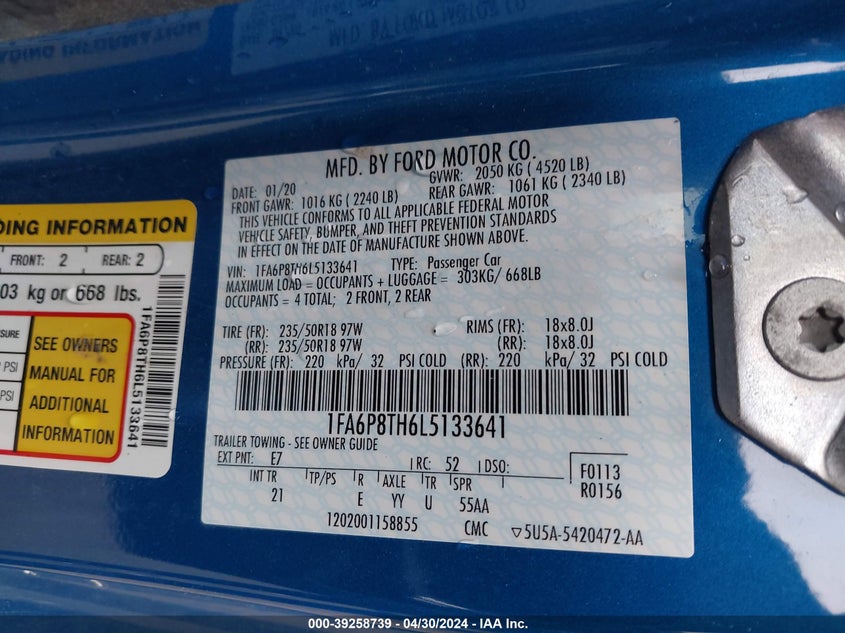 MFD. BY FORD MOTOR CO.
DATE: 01/20 GVWR: 2050 KG ( 4520 LB)
FRONT GAWR: 1016 KG ( 2240 LB) REAR GAWR: 1061 KG ( 2340 LB)
THIS VEHICLE CONFORMS TO ALL APPLICABLE FEDERAL MOTOR
VEHICLE SAFETY, BUMPER, AND THEFT PREVENTION STANDARDS
IN EFFECT ON THE DATE OF MANUFACTURE SHOWN ABOVE.
VIN: 1FA6P8TH6L5133641 TYPE: Passenger Car
MAXIMUM LOAD = OCCUPANTS + LUGGAGE = 303KG/ 668LB
OCCUPANTS = 4 TOTAL; 2 FRONT, 2 REAR
TIRE (FR): 235/50R18 97W RIMS (FR): 18x8.0J
(RR): 235/50R18 97W (RR): 18x8.0J
PRESSURE (FR): 220 kPa/ 32 PSI COLD (RR): 220 kPa/ 32 PSI COLD
1FA6P8TH6L5133641
TRAILER TOWING - SEE OWNER GUIDE
EXT PNT: E7 RC: 52 DSO:
F0113
R0156
INT TR TP/PS R AXLE TR SPR
21 E YY U 55AA
1202001158855 CMC ▽5U5A-5420472-AA
DING INFORMATION
FRONT: 2 REAR: 2
03 kg or 668 lbs.
SSURE
PSI
PSI
SEE OWNERS
MANUAL FOR
ADDITIONAL
INFORMATION
1FA6P8TH6L5133641
000-39258739 - 04/30/2024 - IAA Inc.